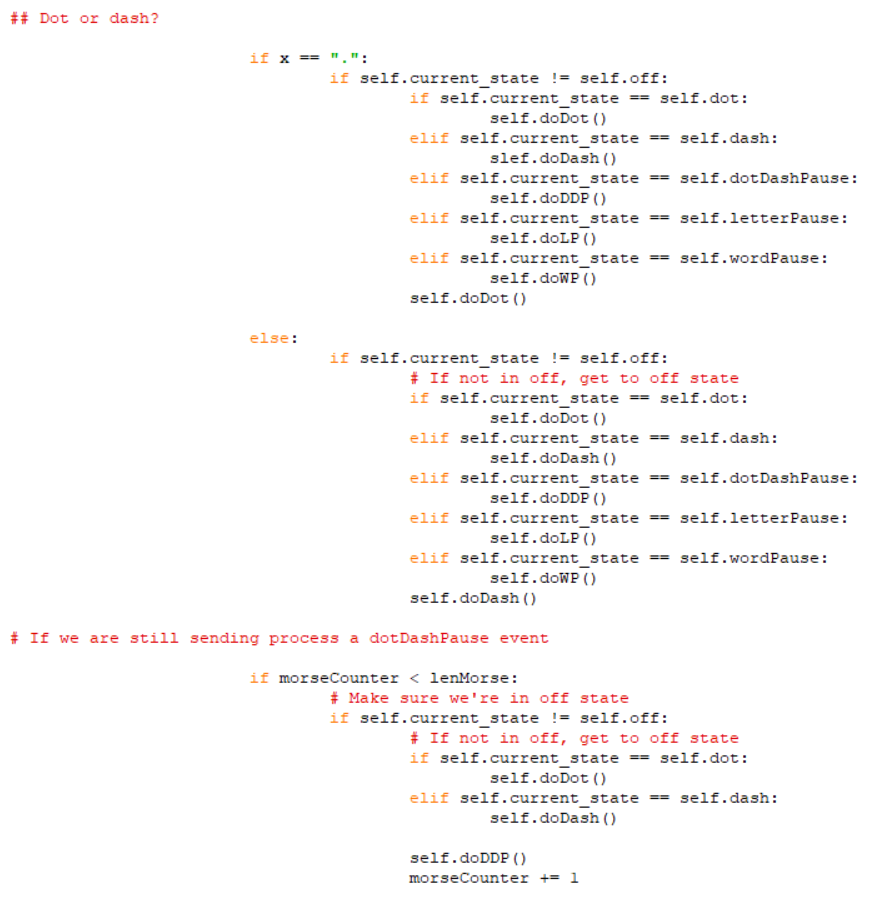 ## Dot or dash?
if x == ".":
if self.current_state != self.off:
if self.current_state == self.dot:
self.doDot()
elif self.current_state == self.dash:
slef.doDash()
elif self.current_state == self.dotDashPause:
self.doDDP()
elif self.current_state == self.letterPause:
self.doLP()
elif self.current_state == self.wordPause:
self.doWP()
self.doDot()
else:
if self.current_state != self.off:
# If not in off, get to off state
if self.current_state == self.dot:
self.doDot()
elif self.current_state == self.dash:
self.doDash()
elif self.current_state == self.dotDashPause:
self.doDDP()
elif self.current_state == self.letterPause:
self.doLP()
elif self.current_state == self.wordPause:
self.doWP()
self.doDash()
# If we are still sending process a dotDashPause event
if morseCounter < lenMorse:
# Make sure we're in off state
if self.current_state != self.off:
# If not in off, get to off state
if self.current_state == self.dot:
self.doDot()
elif self.current_state == self.dash:
self.doDash()
self.doDDP()
morseCounter += 1